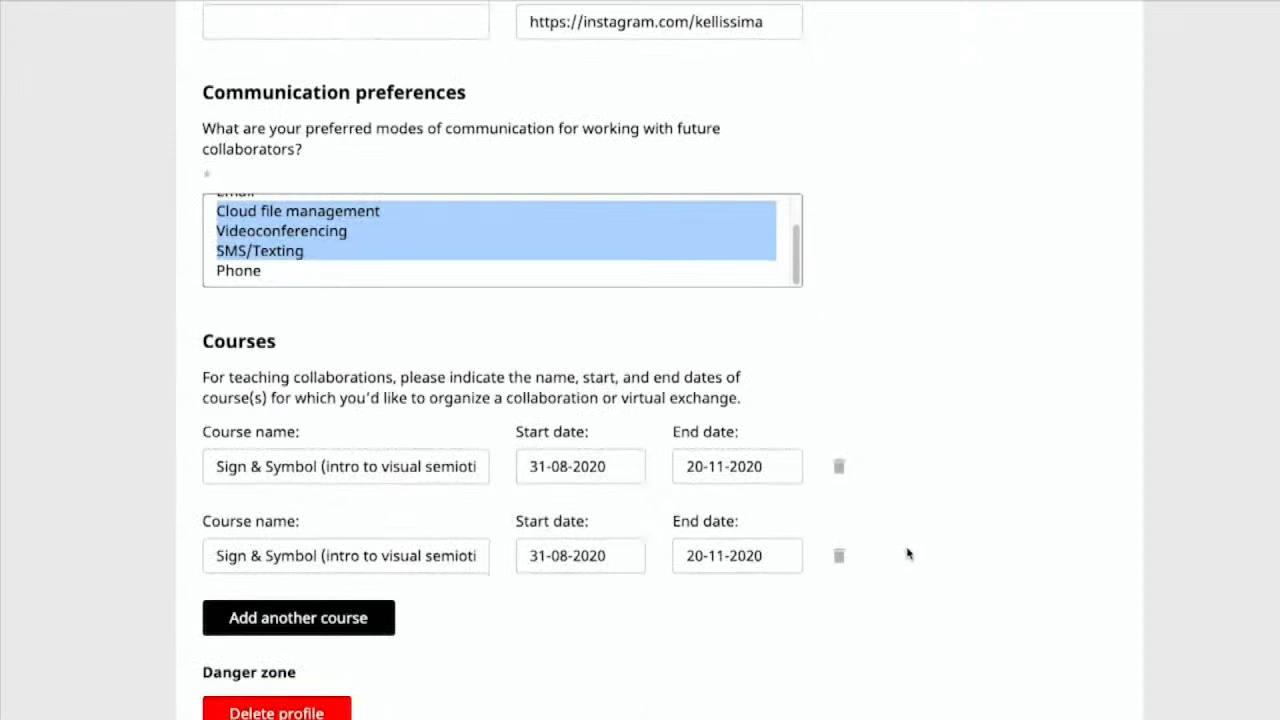 https://instagram.com/kellissima
Communication preferences
What are your preferred modes of communication for working with future
collaborators?
*
Email
Cloud file management
Videoconferencing
SMS/Texting
Phone
Courses
For teaching collaborations, please indicate the name, start, and end dates of
course(s) for which you’d like to organize a collaboration or virtual exchange.
Course name: Start date: End date:
Sign & Symbol (intro to visual semioti 31-08-2020 20-11-2020
Course name: Start date: End date:
Sign & Symbol (intro to visual semioti 31-08-2020 20-11-2020
Add another course
Danger zone
Delete profile